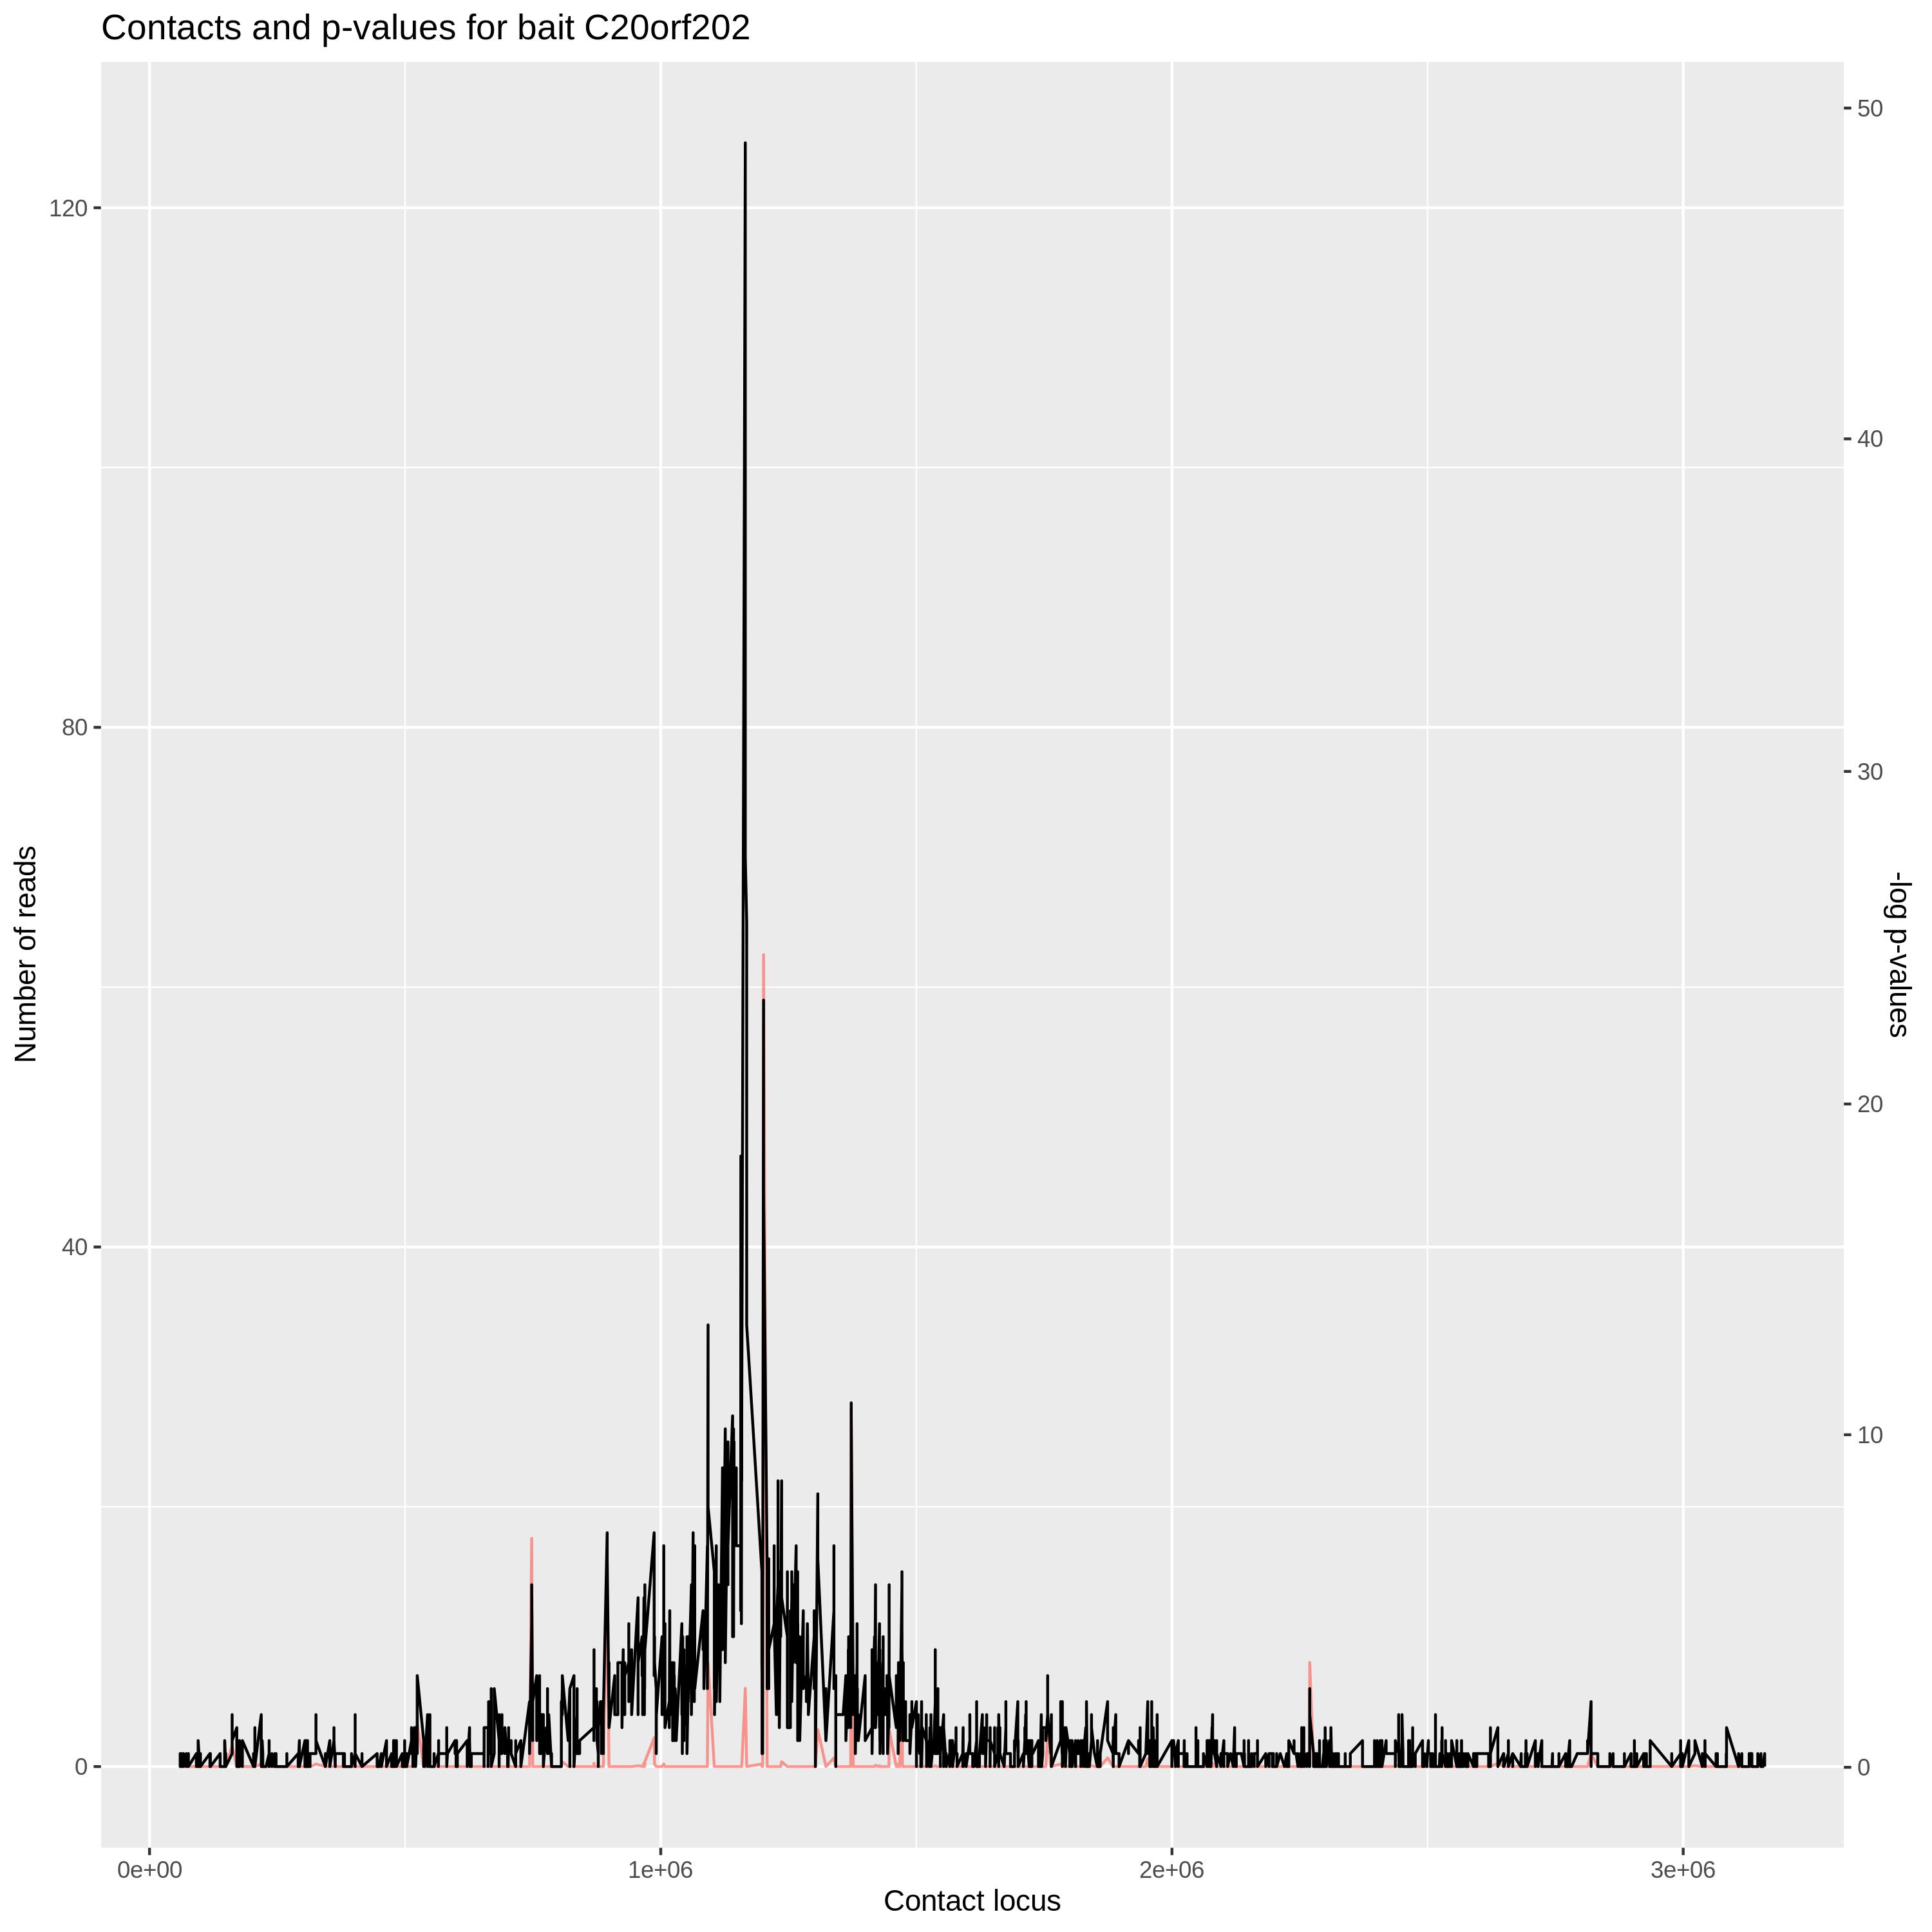 Contacts and p-values for bait C20orf202
120
80
40
0
Number of reads
50
40
30
20
10
0
-log p-values
0e+00
1e+06
2e+06
3e+06
Contact locus